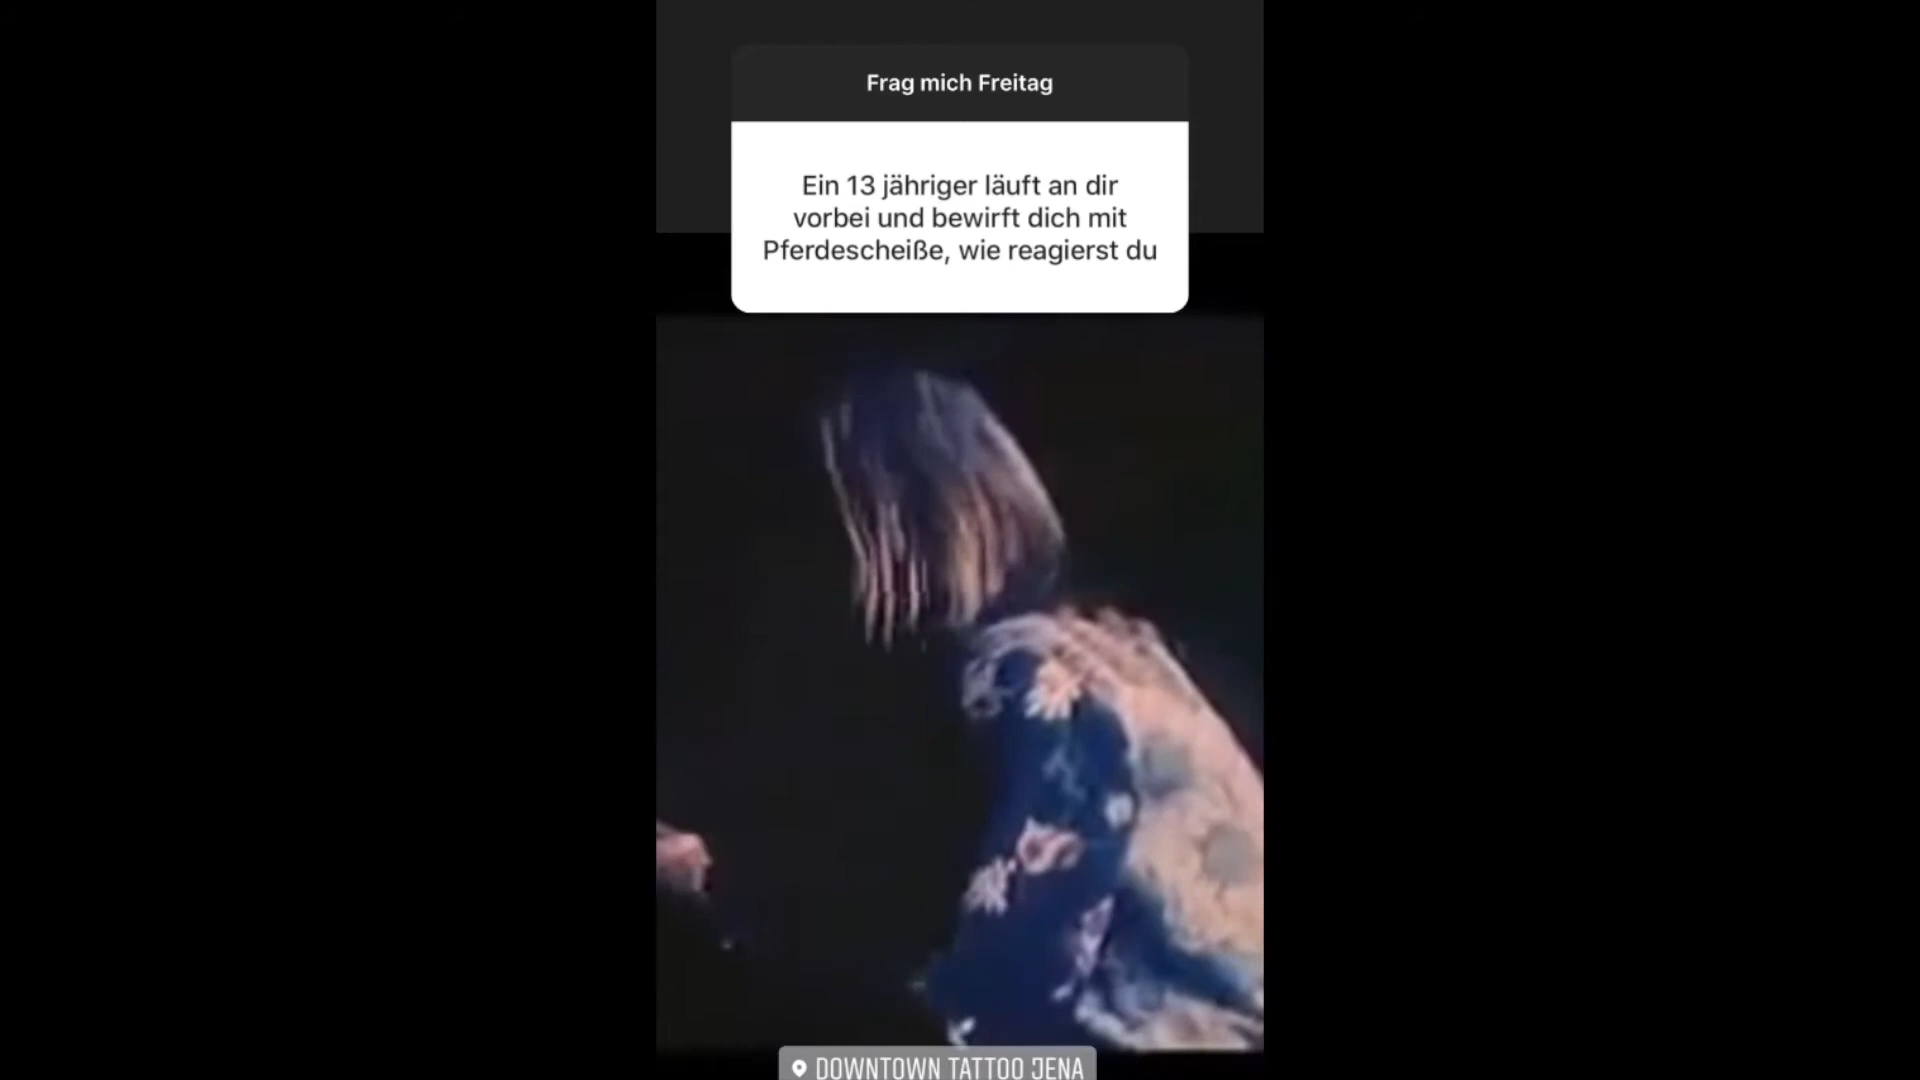 Frag mich Freitag
Ein 13 jähriger läuft an dir
vorbei und bewirft dich mit
Pferdescheiße, wie reagierst du
DOWNTOWN TATTOO JENA